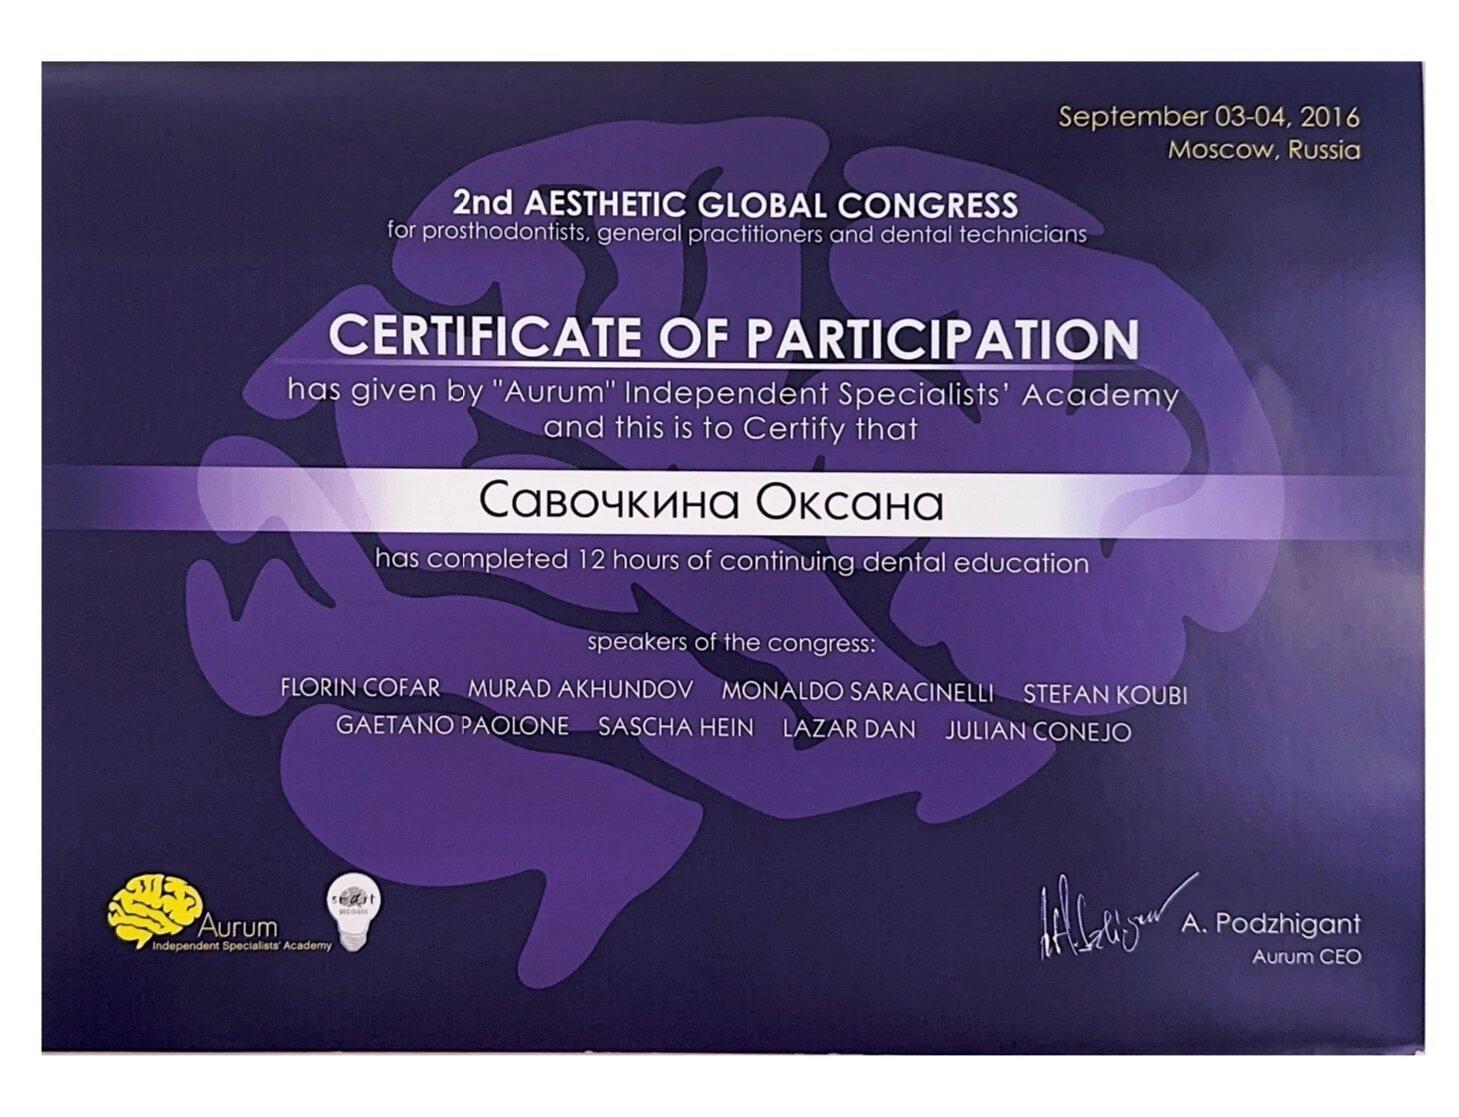 September 03-04, 2016
Moscow, Russia
2nd AESTHETIC GLOBAL CONGRESS
for prosthodontists, general practitioners and dental technicians
CERTIFICATE OF PARTICIPATION
has given by "Aurum" Independent Specialists' Academy
and this is to Certify that
Савочкина Оксана
has completed 12 hours of continuing dental education
speakers of the congress:
FLORIN COFAR MURAD AKHUNDOV MONALDO SARACINELLI STEFAN KOUBI
GAETANO PAOLONE SASCHA HEIN LAZAR DAN JULIAN CONEJO
Aurum
Independent Specialists' Academy
smart
DECISIONS
A. Podzhigant
Aurum CEO